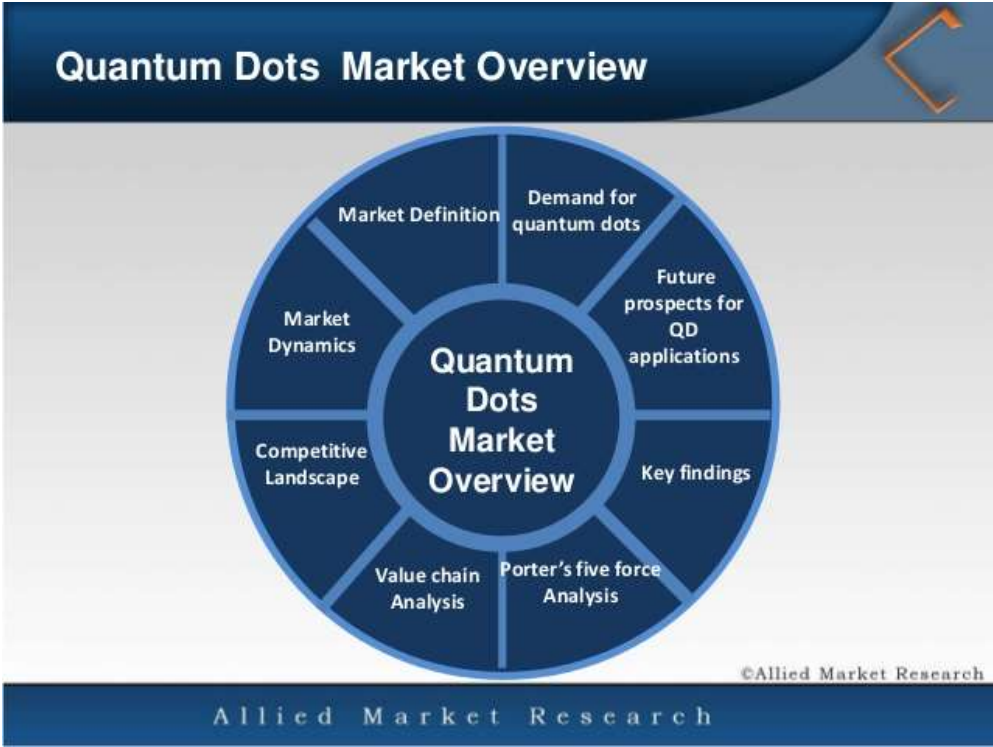 Quantum Dots Market Overview
Market Definition
Demand for
quantum dots
Future
prospects for
QD
applications
Market
Dynamics
Quantum
Dots
Market
Overview
Competitive
Landscape
Key findings
Value chain
Analysis
Porter's five force
Analysis
©Allied Market Research
Allied Market Research